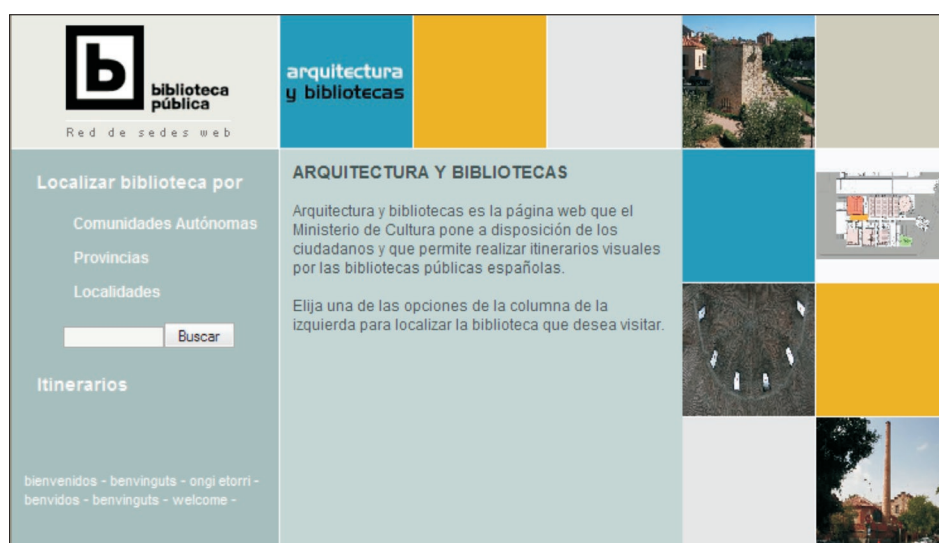 b
biblioteca
pública
Red de sedes web
arquitectura
y bibliotecas
Localizar biblioteca por
Comunidades Autónomas
Provincias
Localidades
Buscar
Itinerarios
bienvenidos - benvinguts - ongi etorri -
benvidos - benvinguts - welcome -
ARQUITECTURA Y BIBLIOTECAS
Arquitectura y bibliotecas es la página web que el
Ministerio de Cultura pone a disposición de los
ciudadanos y que permite realizar itinerarios visuales
por las bibliotecas públicas españolas.
Elija una de las opciones de la columna de la
izquierda para localizar la biblioteca que desea visitar.